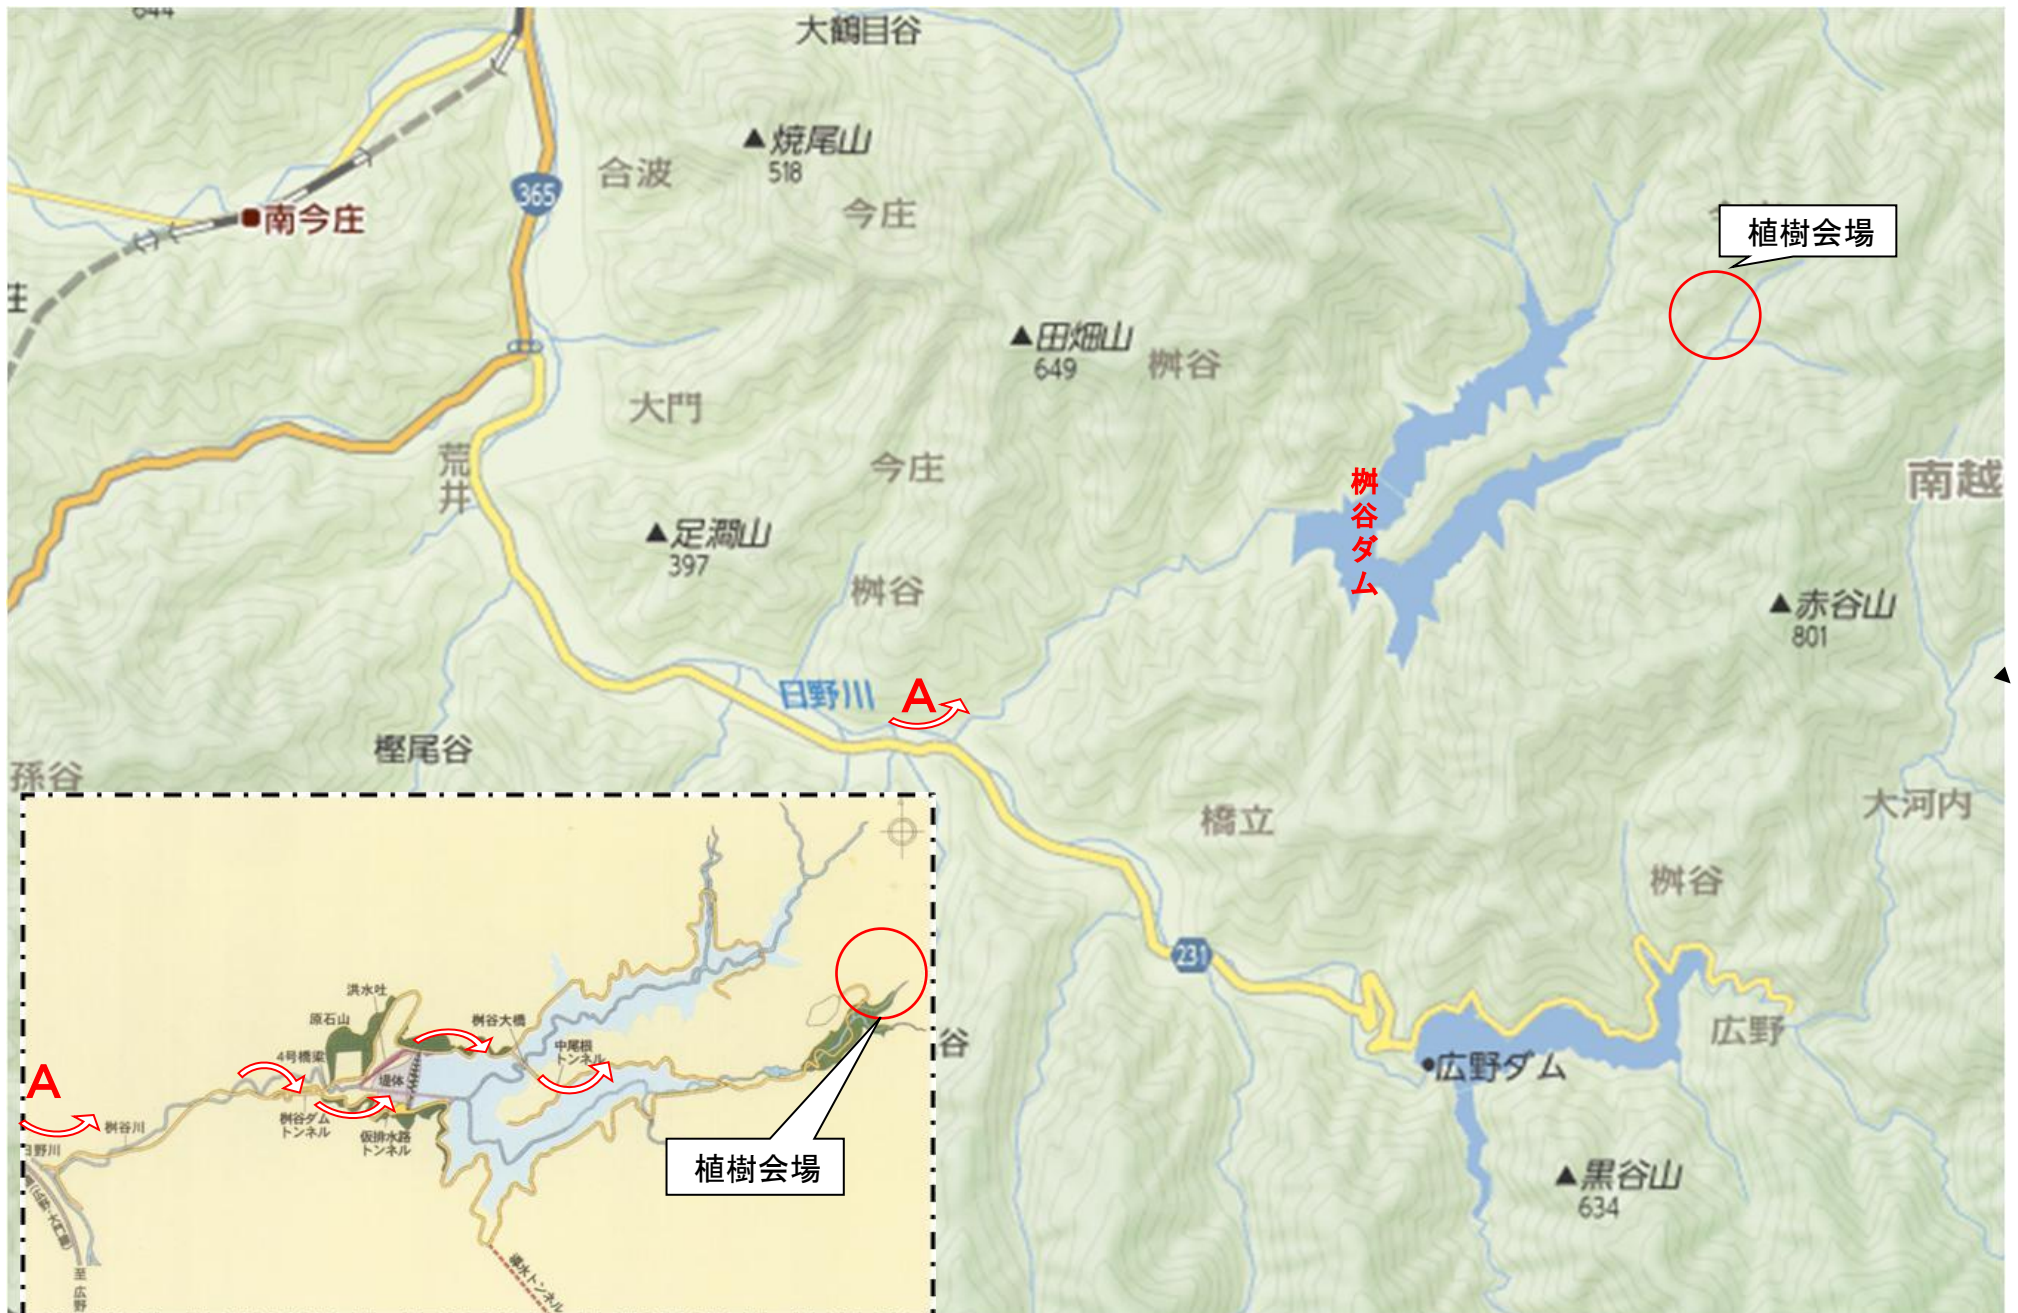 644
大鶴目谷
焼尾山
518
合波
365
今庄
南今庄
植樹会場
田畑山
649
桝谷
大門
荒井
今庄
桝谷ダム
南越
足淵山
397
桝谷
赤谷山
801
日野川
A
樫尾谷
孫谷
大河内
橋立
桝谷
231
広野
広野ダム
黒谷山
634
谷
洪水吐
原石山
桝谷大橋
4号橋梁
中尾根
トンネル
堤体
A
桝谷ダム
トンネル
桝谷川
仮排水路
トンネル
日野川
植樹会場
導水トンネル
至広野